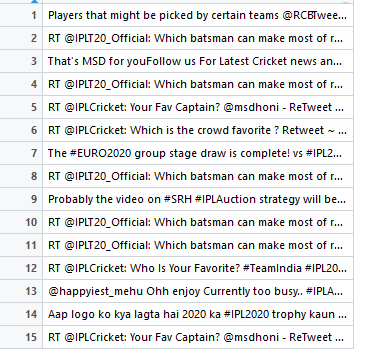 1 Players that might be picked by certain teams @RCBTwee...
2 RT @IPLT20_Official: Which batsman can make most of r...
3 That's MSD for youFollow us For Latest Cricket news an...
4 RT @IPLT20_Official: Which batsman can make most of r...
5 RT @IPLCricket: Your Fav Captain? @msdhoni - ReTweet ...
6 RT @IPLCricket: Which is the crowd favorite ? Retweet ~ ...
7 The #EURO2020 group stage draw is complete! vs #IPL2...
8 RT @IPLT20_Official: Which batsman can make most of r...
9 Probably the video on #SRH #IPLAuction strategy will be...
10 RT @IPLT20_Official: Which batsman can make most of r...
11 RT @IPLT20_Official: Which batsman can make most of r...
12 RT @IPLCricket: Who Is Your Favorite? #TeamIndia #IPL20...
13 @happiyest_mehu Ohh enjoy Currently too busy.. #IPLA...
14 Aap logo ko kya lagta hai 2020 ka #IPL2020 trophy kaun ...
15 RT @IPLCricket: Your Fav Captain? @msdhoni - ReTweet ...